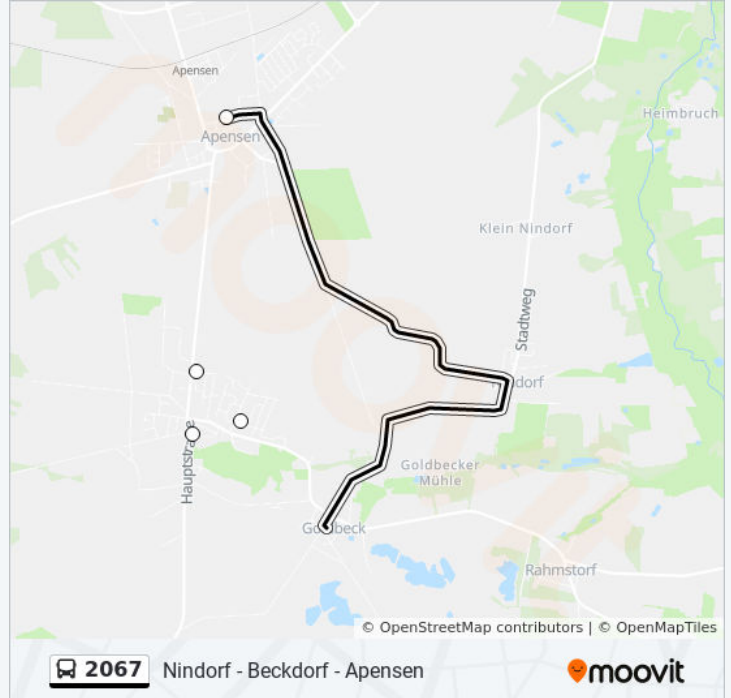 Apensen
Heimbruch
Apensen
Klein Nindorf
Stadtweg
dorf
Hauptstraße
Goldbecker
Mühle
Goldbeck
Rahmstorf
© OpenStreetMap contributors | © OpenMapTiles
2067 Nindorf - Beckdorf - Apensen
moovit